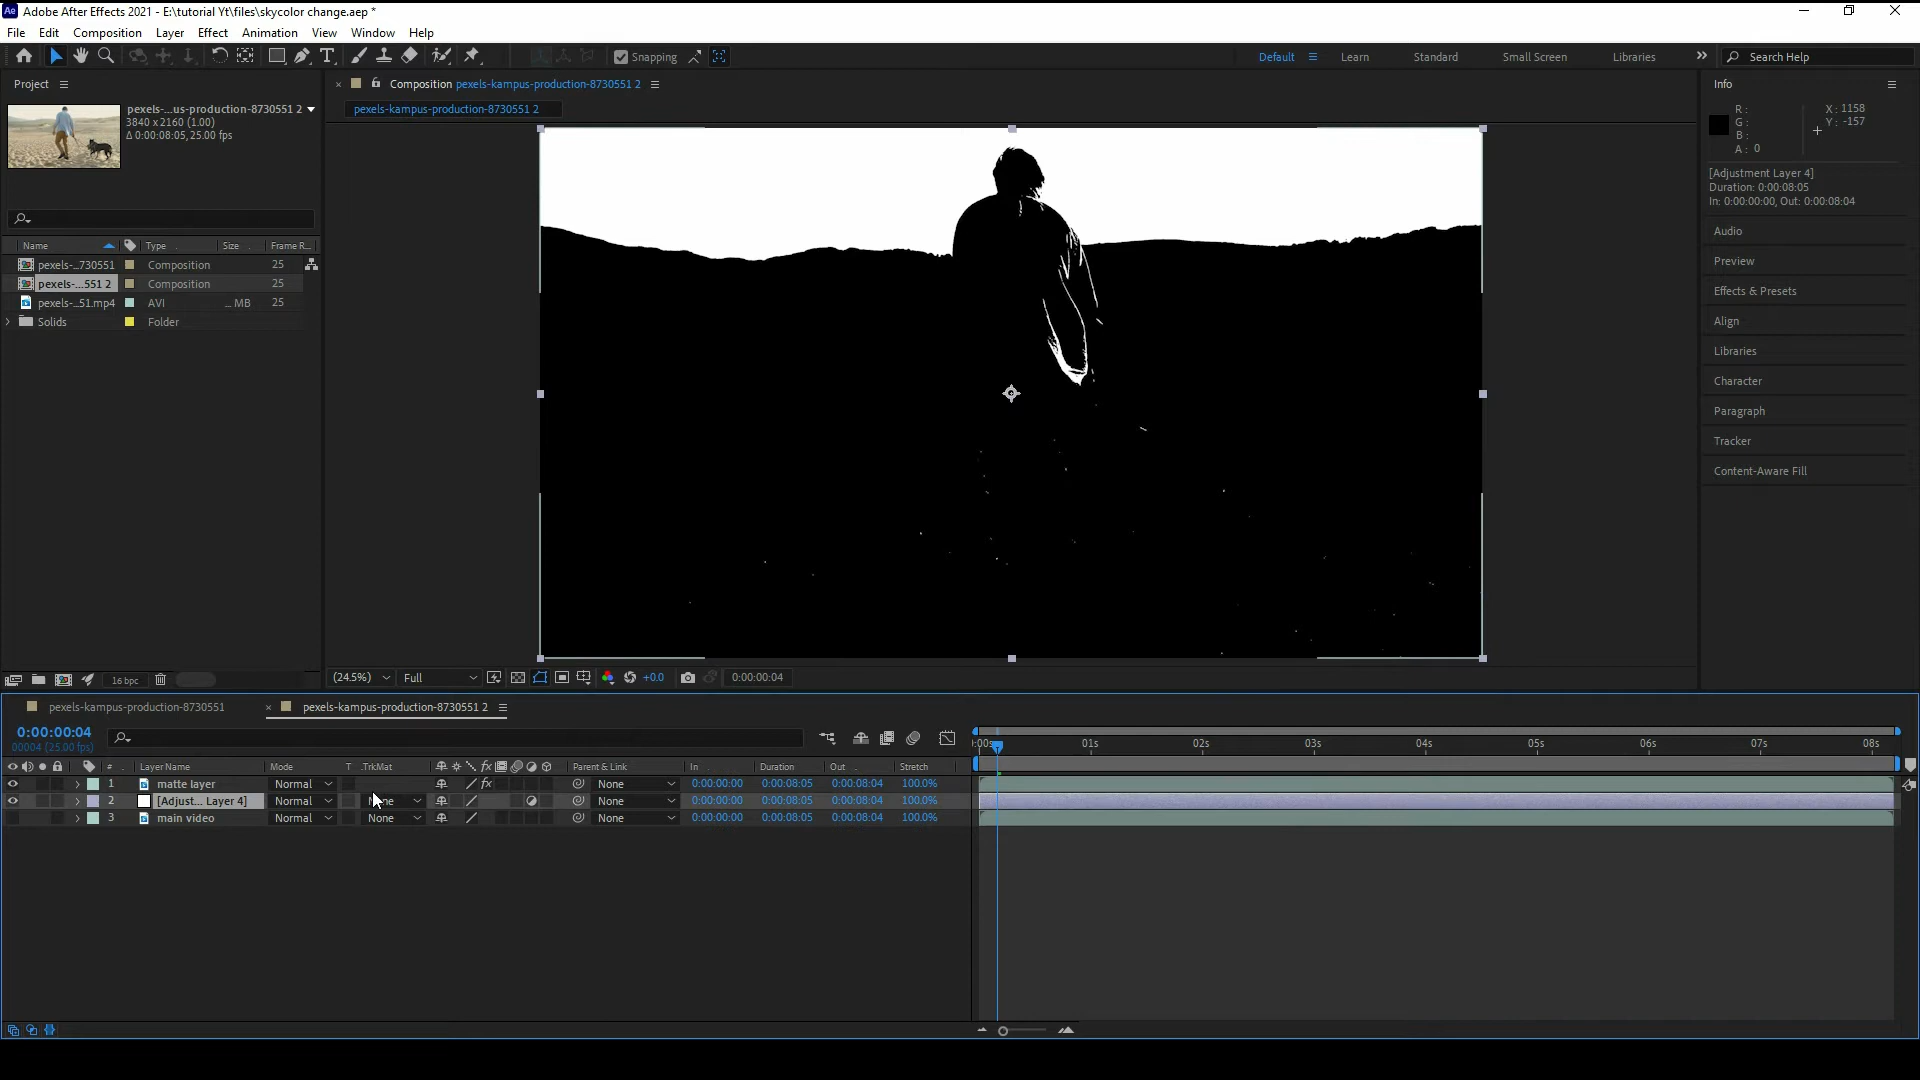 Ae Adobe After Effects 2021 - E:\tutorial Yt\files\skycolor change.aep *
File Edit Composition Layer Effect Animation View Window Help
Snapping Default Learn Standard Small Screen Libraries Search Help
Project
pexels-...us-production-8730551 2
3840 x 2160 (1.00)
Δ 0:00:08:05, 25.00 fps
Name Type Size Frame R...
pexels-...730551 Composition 25
pexels-...551 2 Composition 25
pexels-...51.mp4 AVI ... MB 25
Solids Folder
16 bpc
Composition pexels-kampus-production-8730551 2
pexels-kampus-production-8730551 2
(24.5%) Full +0.0 0:00:00:04
Info
R :
G :
B :
A : 0
X : 1158
Y : -157
[Adjustment Layer 4]
Duration: 0:00:08:05
In: 0:00:00:00, Out: 0:00:08:04
Audio
Preview
Effects & Presets
Align
Libraries
Character
Paragraph
Tracker
Content-Aware Fill
pexels-kampus-production-8730551 pexels-kampus-production-8730551 2
0:00:00:04
00004 (25.00 fps)
:00s 01s 02s 03s 04s 05s 06s 07s 08s
# Layer Name Mode T .TrkMat Parent & Link In Duration Out Stretch
1 matte layer Normal None 0:00:00:00 0:00:08:05 0:00:08:04 100.0%
2 [Adjust... Layer 4] Normal None 0:00:00:00 0:00:08:05 0:00:08:04 100.0%
3 main video Normal None None 0:00:00:00 0:00:08:05 0:00:08:04 100.0%